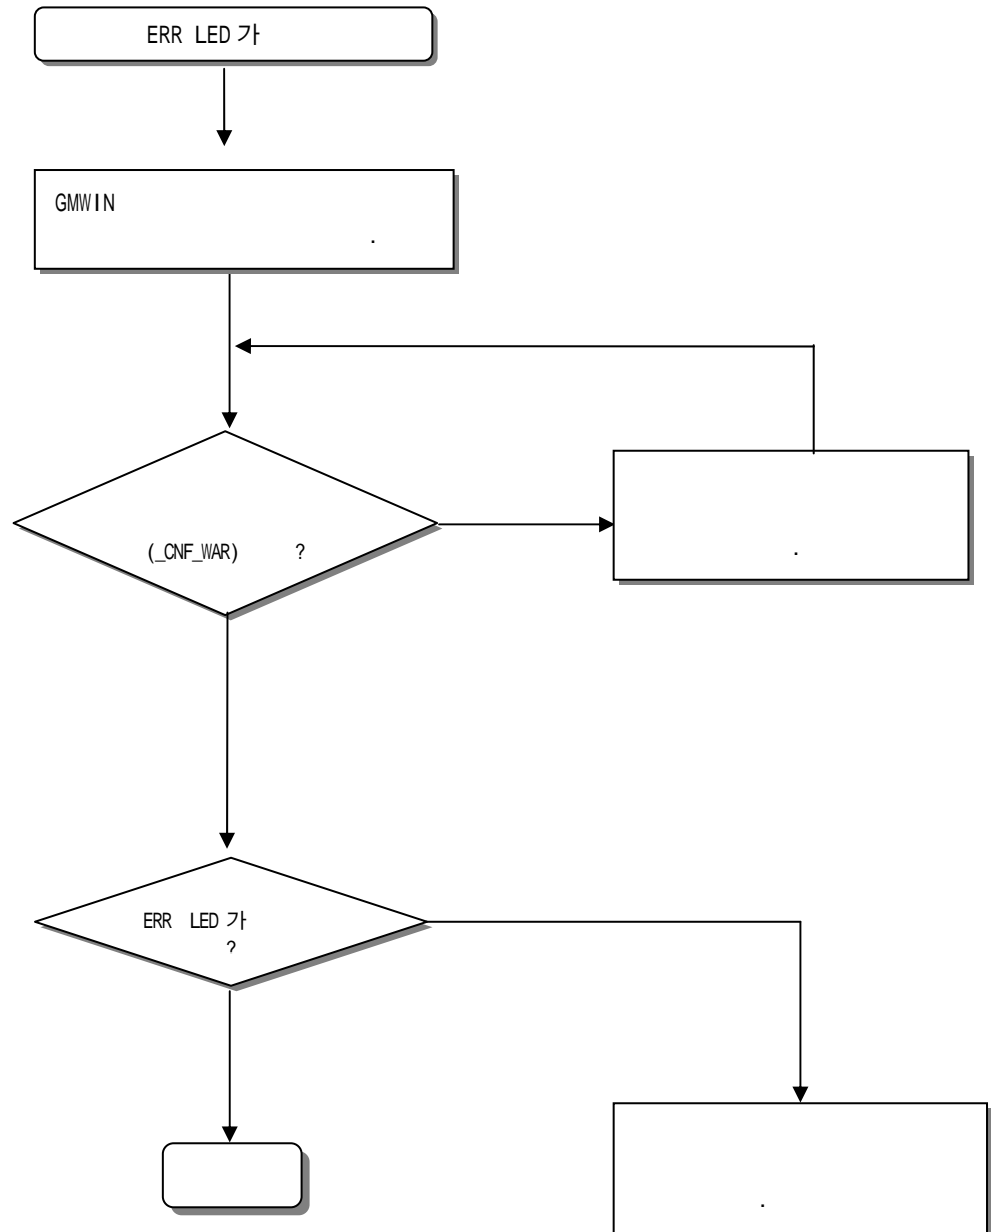 ERR LED 가
GMWIN
.
(_CNF_WAR) ?
.
ERR LED 가
?
.